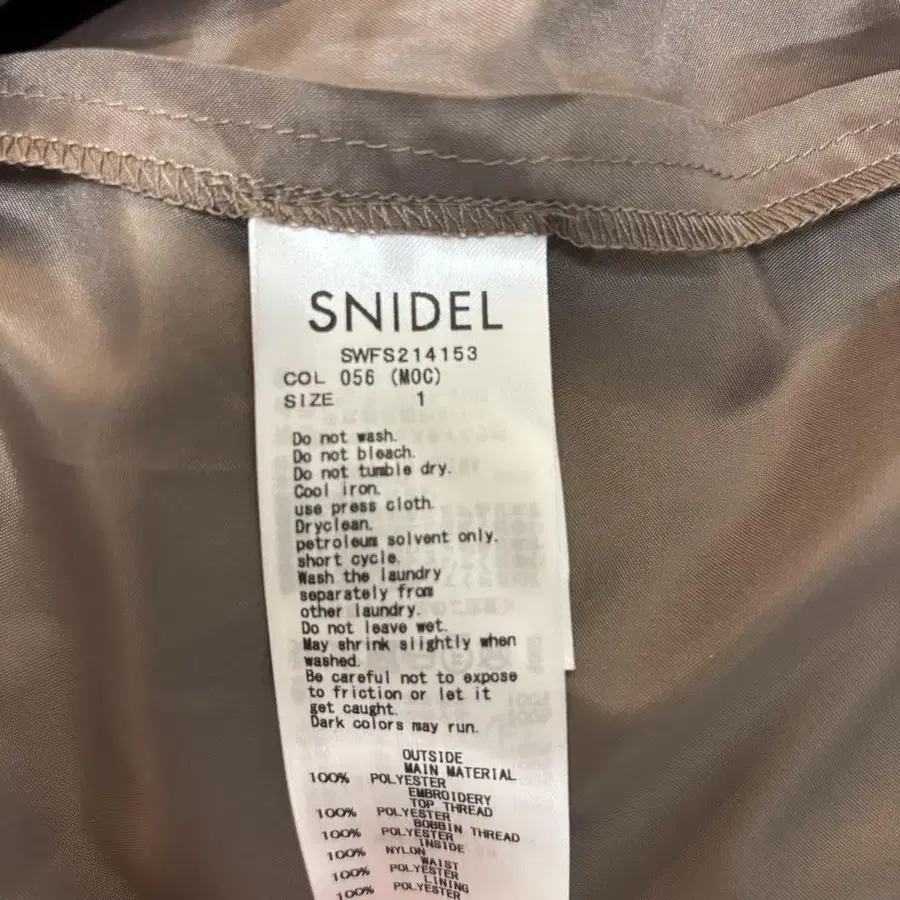 SNIDEL
SWFS214153
COL 056 (MOC)
SIZE 1
Do not wash.
Do not bleach.
Do not tumble dry.
Cool iron.
use press cloth.
Dryclean.
petroleum solvent only.
short cycle.
Wash the laundry
separately from
other laundry.
Do not leave wet.
May shrink slightly when
washed.
Be careful not to expose
to friction or let it
get caught.
Dark colors may run.
OUTSIDE
MAIN MATERIAL
100% POLYESTER
EMBROIDERY
TOP THREAD
100% POLYESTER
BOBBIN THREAD
100% POLYESTER
INSIDE
100% NYLON
WAIST
100% POLYESTER
LINING
100% POLYESTER